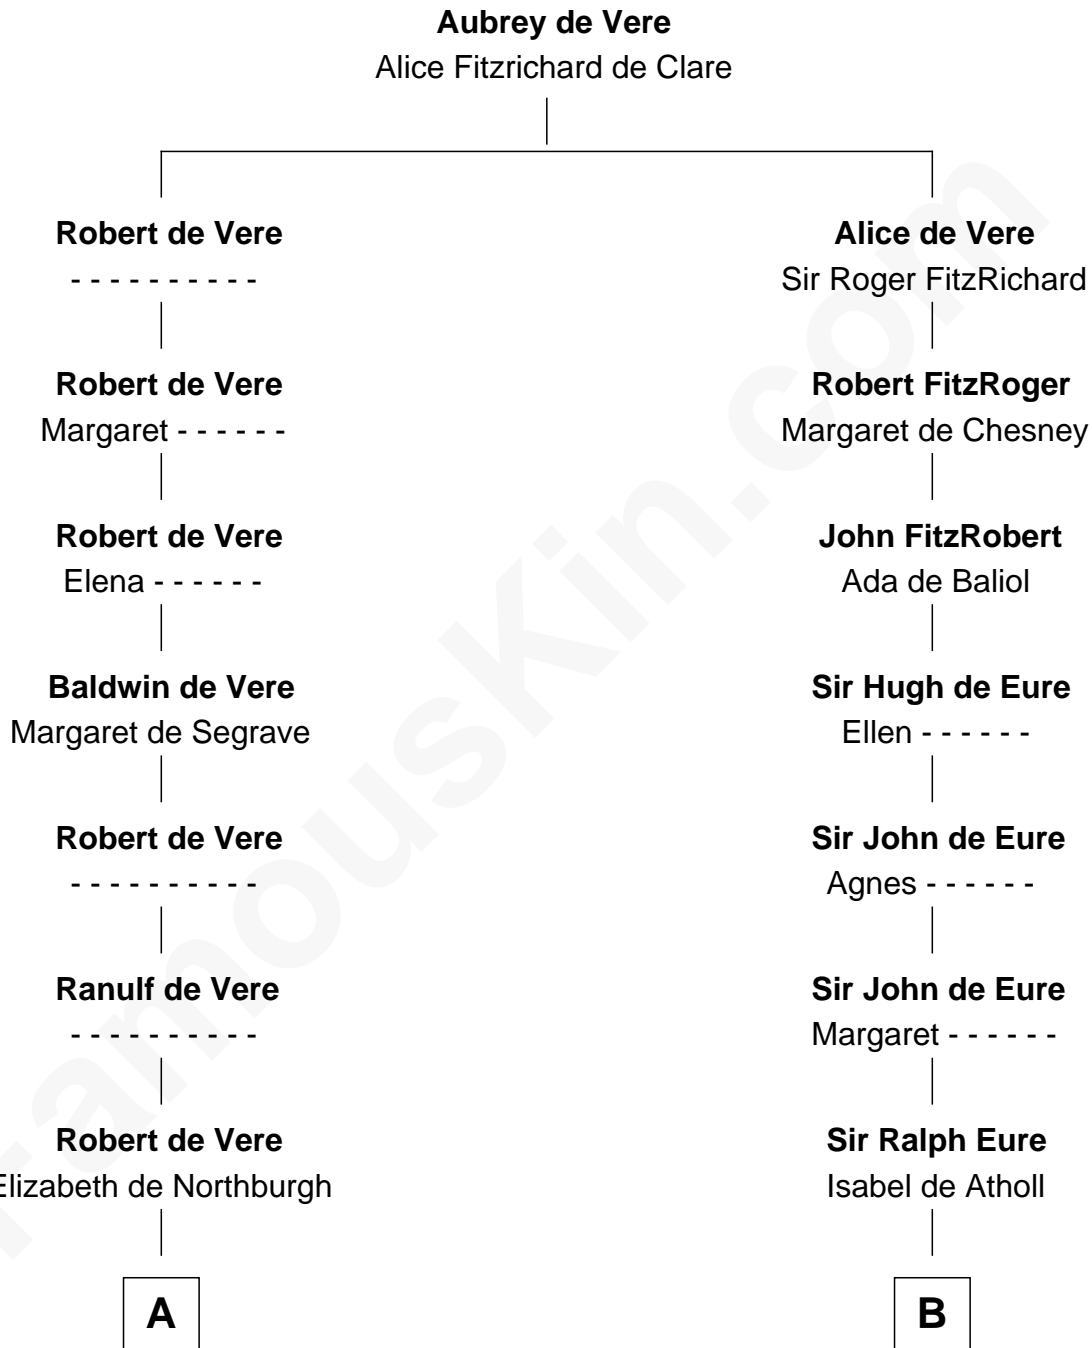 Aubrey de Vere
Alice Fitzrichard de Clare
Robert de Vere
- - - - - - - - - -
Alice de Vere
Sir Roger FitzRichard
Robert de Vere
Margaret - - - - - -
Robert FitzRoger
Margaret de Chesney
Robert de Vere
Elena - - - - - -
John FitzRobert
Ada de Baliol
Baldwin de Vere
Margaret de Segrave
Sir Hugh de Eure
Ellen - - - - - -
Robert de Vere
- - - - - - - - - -
Sir John de Eure
Agnes - - - - - -
Ranulf de Vere
- - - - - - - - - -
Sir John de Eure
Margaret - - - - - -
Robert de Vere
Elizabeth de Northburgh
Sir Ralph Eure
Isabel de Atholl
A
B
FamousKin.com